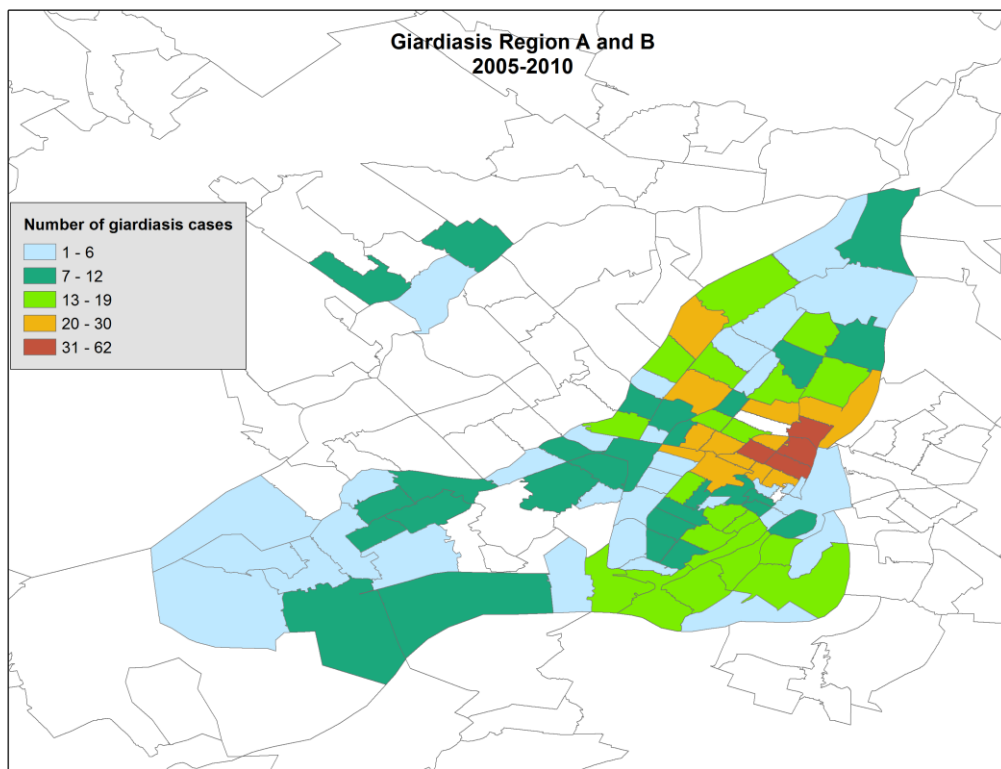 Giardiasis Region A and B
2005-2010
Number of giardiasis cases
1 - 6
7 - 12
13 - 19
20 - 30
31 - 62